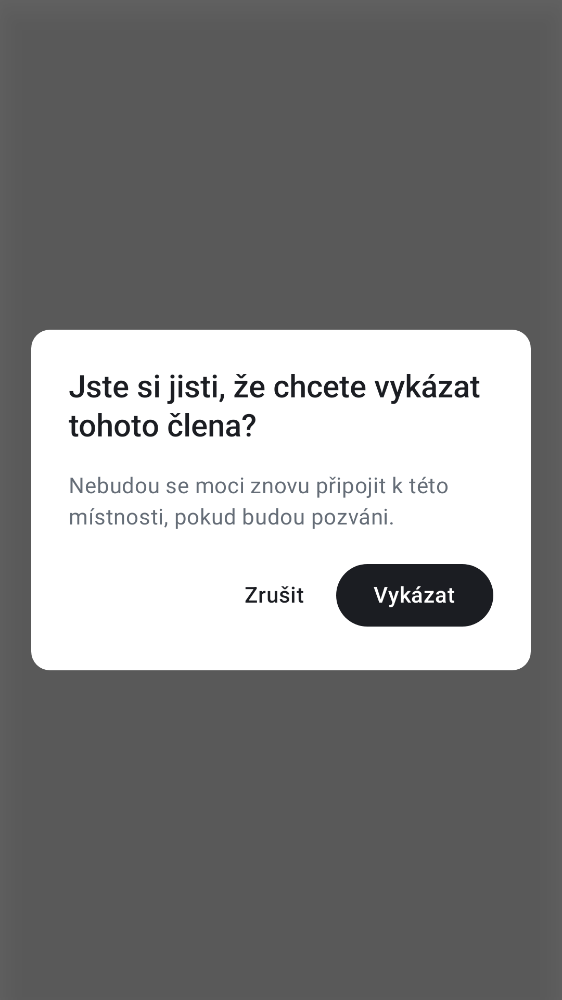 Jste si jisti, že chcete vykázat
tohoto člena?
Nebudou se moci znovu připojit k této
místnosti, pokud budou pozváni.
Zrušit
Vykázat